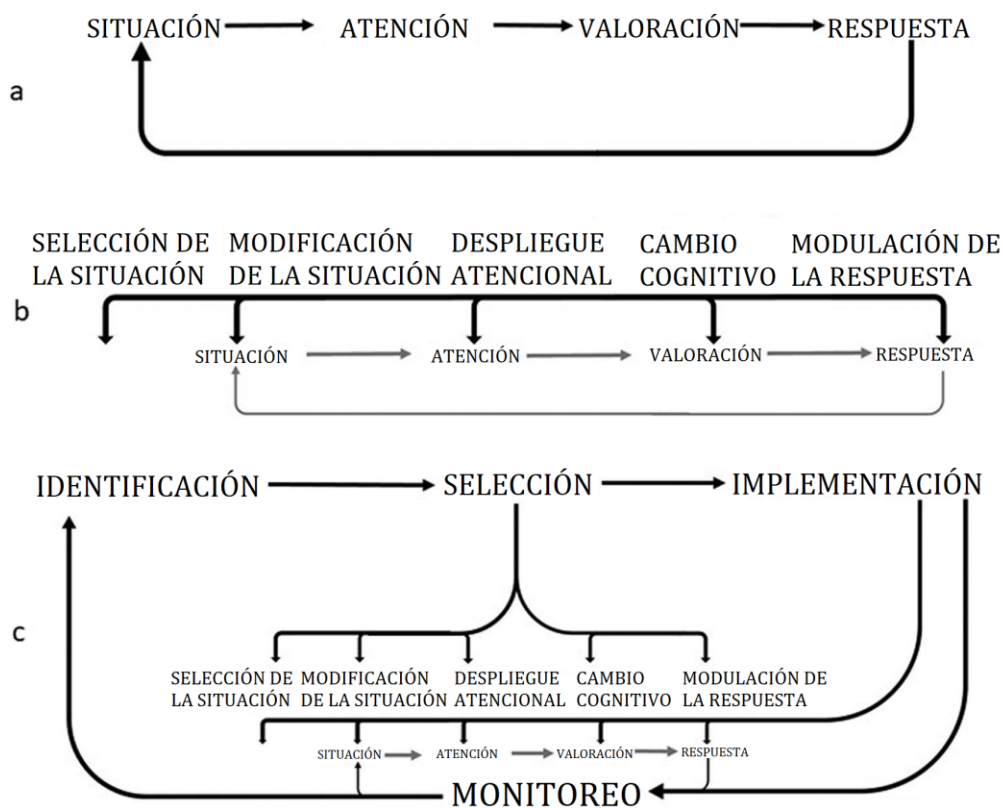 SITUACIÓN ATENCIÓN VALORACIÓN RESPUESTA
a
SELECCIÓN DE MODIFICACIÓN DESPLIEGUE CAMBIO MODULACIÓN DE
LA SITUACIÓN DE LA SITUACIÓN ATENCIONAL COGNITIVO LA RESPUESTA
b
SITUACIÓN ATENCIÓN VALORACIÓN RESPUESTA
IDENTIFICACIÓN SELECCIÓN IMPLEMENTACIÓN
c
SELECCIÓN DE MODIFICACIÓN DESPLIEGUE CAMBIO MODULACIÓN DE
LA SITUACIÓN DE LA SITUACIÓN ATENCIONAL COGNITIVO LA RESPUESTA
SITUACIÓN ATENCIÓN VALORACIÓN RESPUESTA
MONITOREO